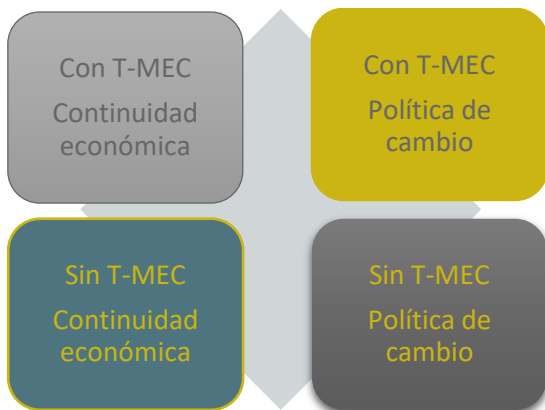 Con T-MEC
Continuidad
económica
Con T-MEC
Política de
cambio
Sin T-MEC
Continuidad
económica
Sin T-MEC
Política de
cambio